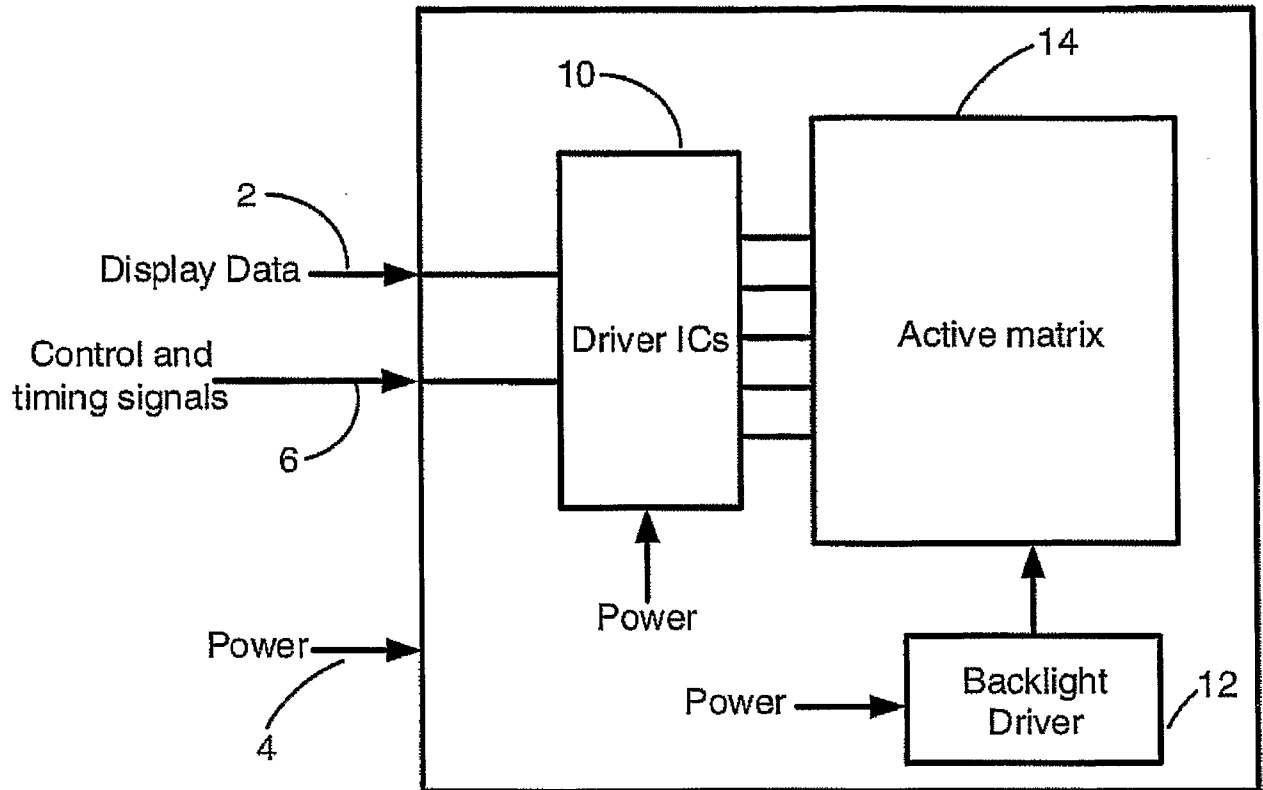 14
10
2
Display Data
Driver ICs
Active matrix
Control and
timing signals
6
Power
Power
4
Power
Backlight
Driver
12